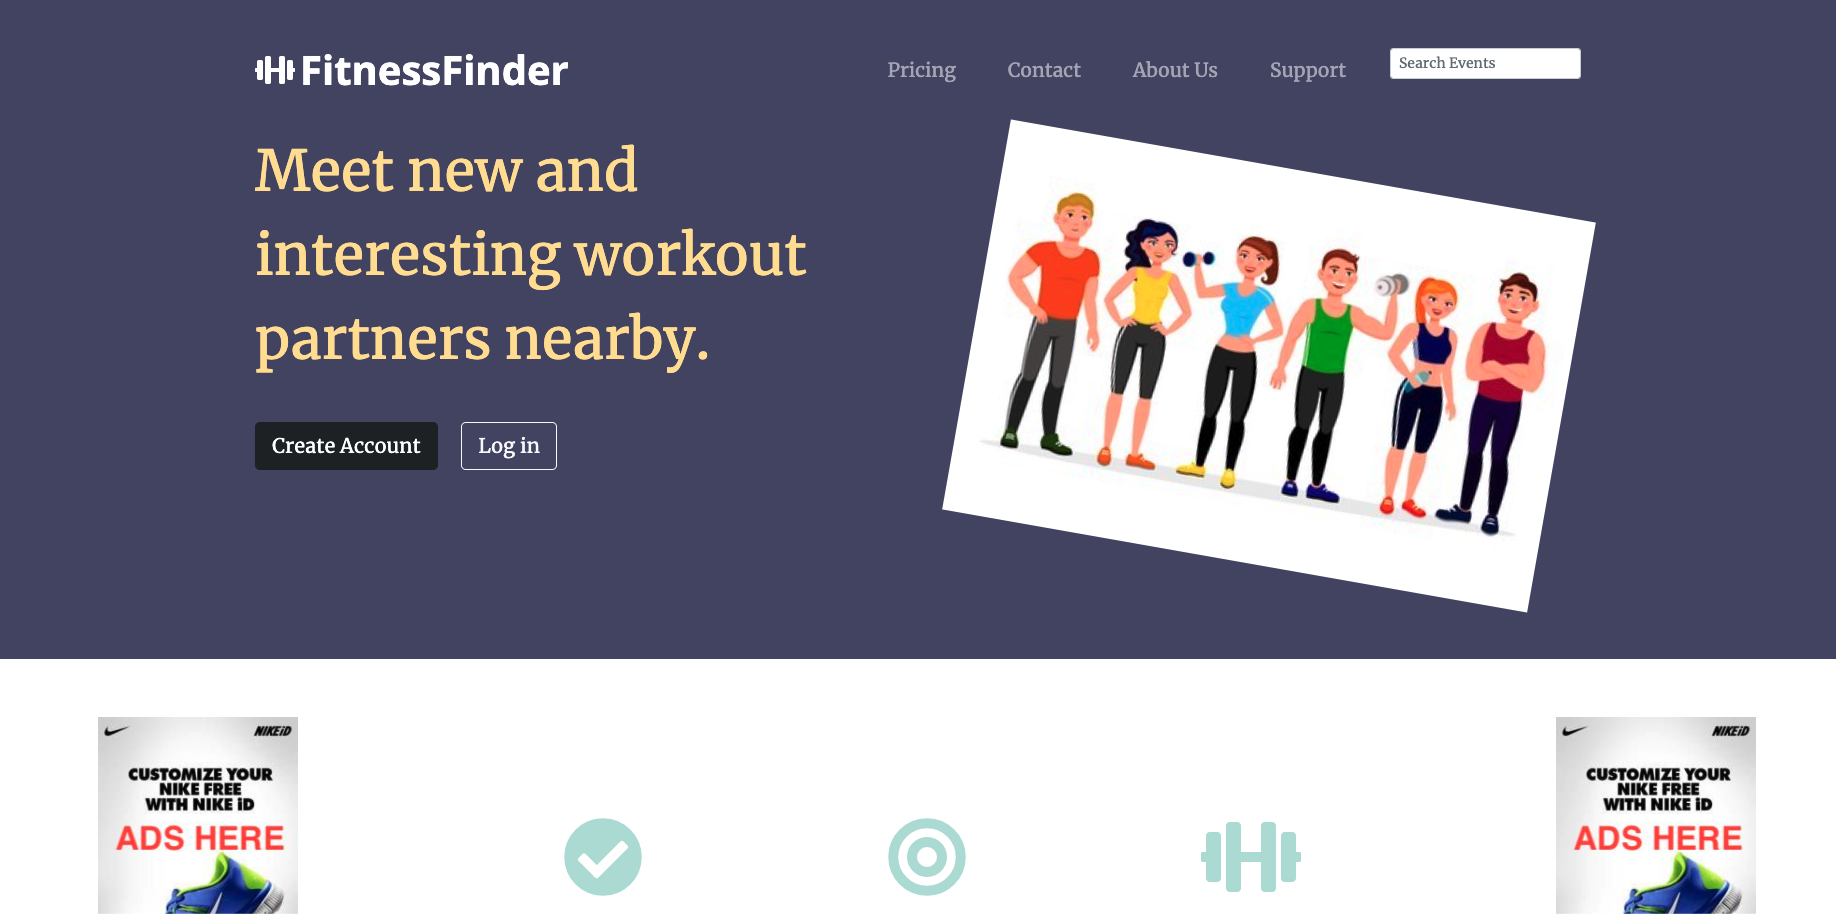 FitnessFinder
Pricing
Contact
About Us
Support
Search Events
Meet new and
interesting workout
partners nearby.
Create Account
Log in
NIKEiD
CUSTOMIZE YOUR
NIKE FREE
WITH NIKE iD
ADS HERE
NIKEiD
CUSTOMIZE YOUR
NIKE FREE
WITH NIKE iD
ADS HERE